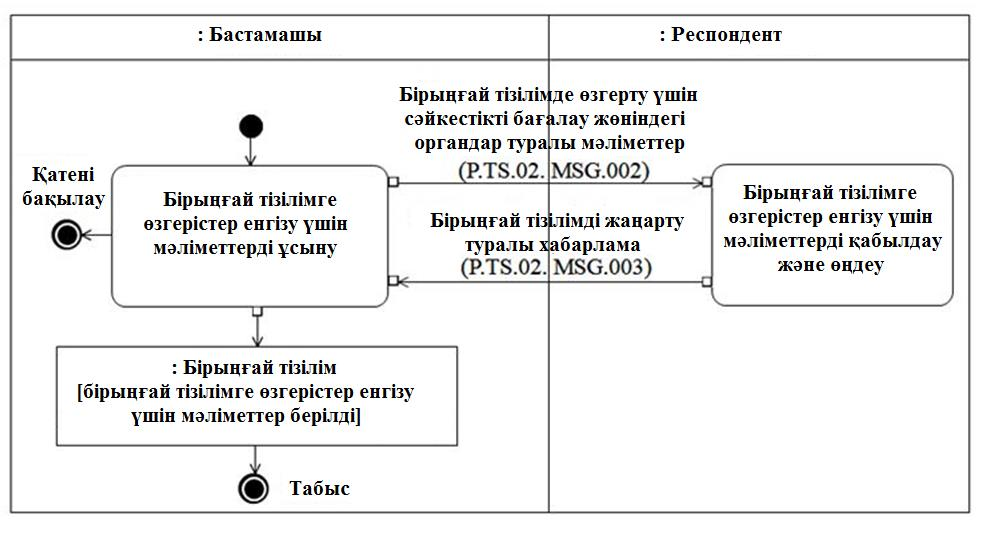 : Бастамашы
: Респондент
Бірыңғай тізілімде өзгерту үшін
сәйкестікті бағалау жөніндегі
органдар туралы мәліметтер
(P.TS.02. MSG.002)
Қатені
бақылау
Бірыңғай тізілімге
өзгерістер енгізу үшін
мәліметтерді ұсыну
Бірыңғай тізілімді жаңарту
туралы хабарлама
(P.TS.02. MSG.003)
Бірыңғай тізілімге
өзгерістер енгізу үшін
мәліметтерді қабылдау
және өңдеу
: Бірыңғай тізілім
[бірыңғай тізілімге өзгерістер енгізу
үшін мәліметтер берілді]
Табыс